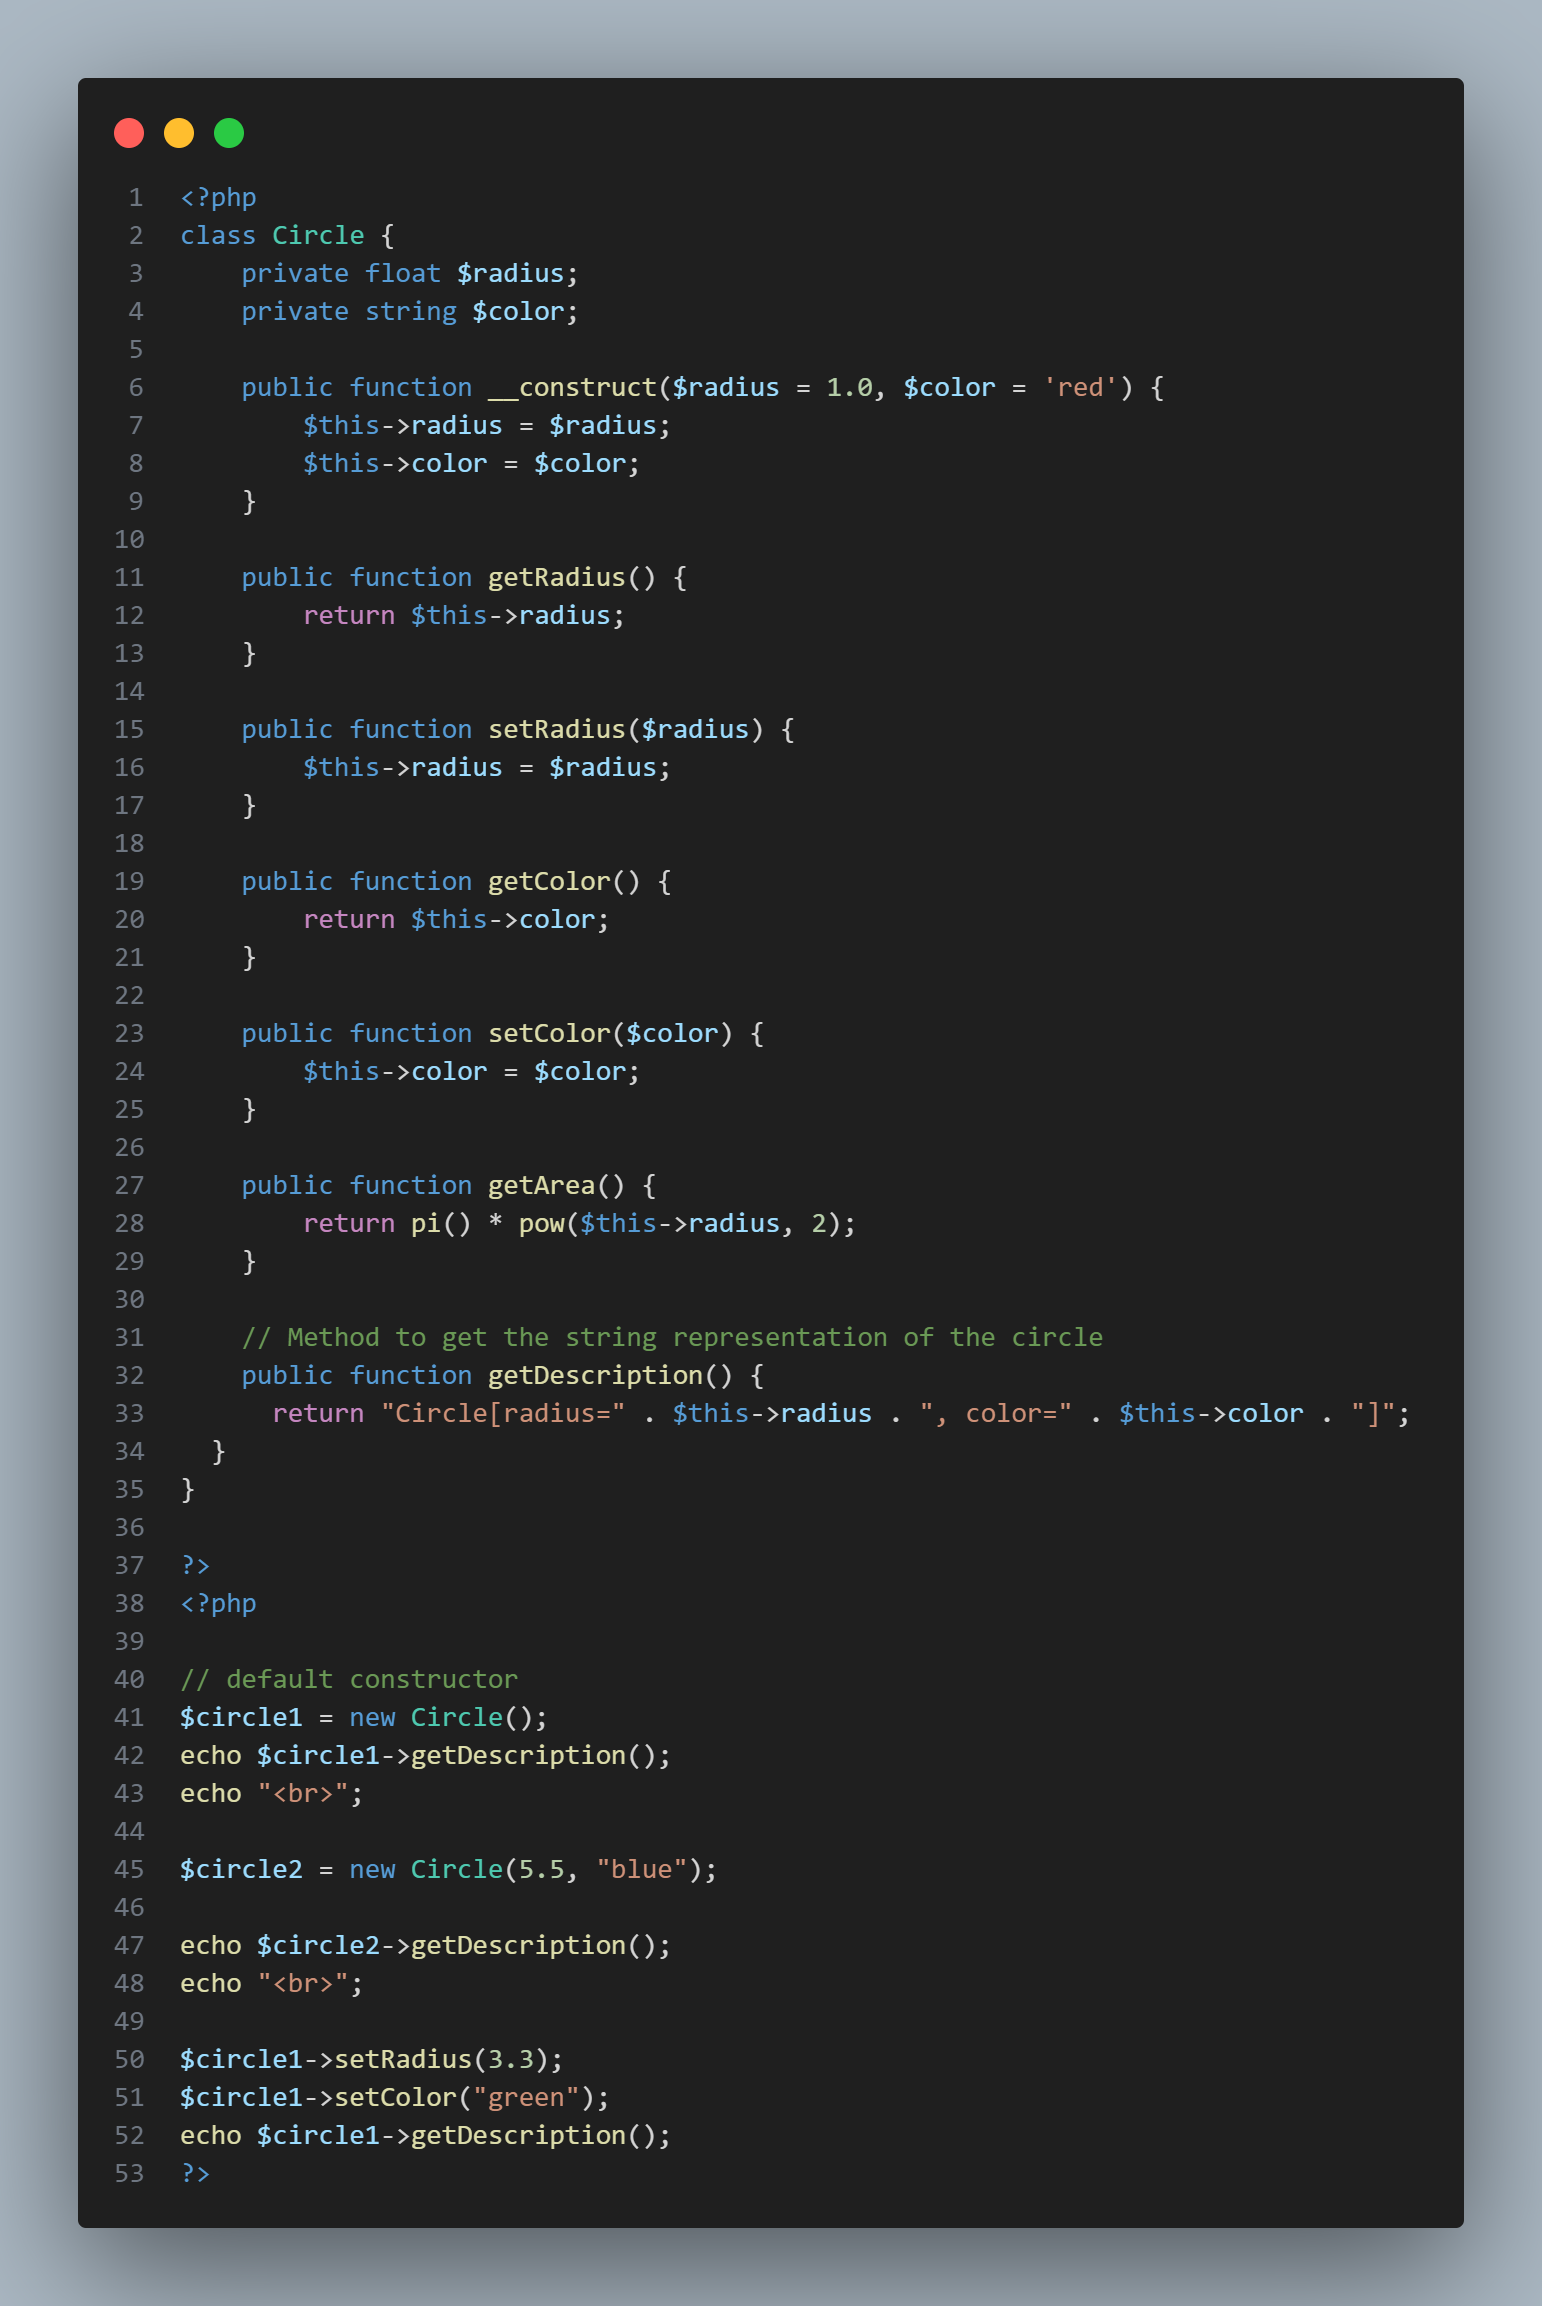 1 <?php
2 class Circle {
3     private float $radius;
4     private string $color;
5
6     public function __construct($radius = 1.0, $color = 'red') {
7         $this->radius = $radius;
8         $this->color = $color;
9     }
10
11     public function getRadius() {
12         return $this->radius;
13     }
14
15     public function setRadius($radius) {
16         $this->radius = $radius;
17     }
18
19     public function getColor() {
20         return $this->color;
21     }
22
23     public function setColor($color) {
24         $this->color = $color;
25     }
26
27     public function getArea() {
28         return pi() * pow($this->radius, 2);
29     }
30
31     // Method to get the string representation of the circle
32     public function getDescription() {
33       return "Circle[radius=" . $this->radius . ", color=" . $this->color . "]";
34   }
35 }
36
37 ?>
38 <?php
39
40 // default constructor
41 $circle1 = new Circle();
42 echo $circle1->getDescription();
43 echo "<br>";
44
45 $circle2 = new Circle(5.5, "blue");
46
47 echo $circle2->getDescription();
48 echo "<br>";
49
50 $circle1->setRadius(3.3);
51 $circle1->setColor("green");
52 echo $circle1->getDescription();
53 ?>